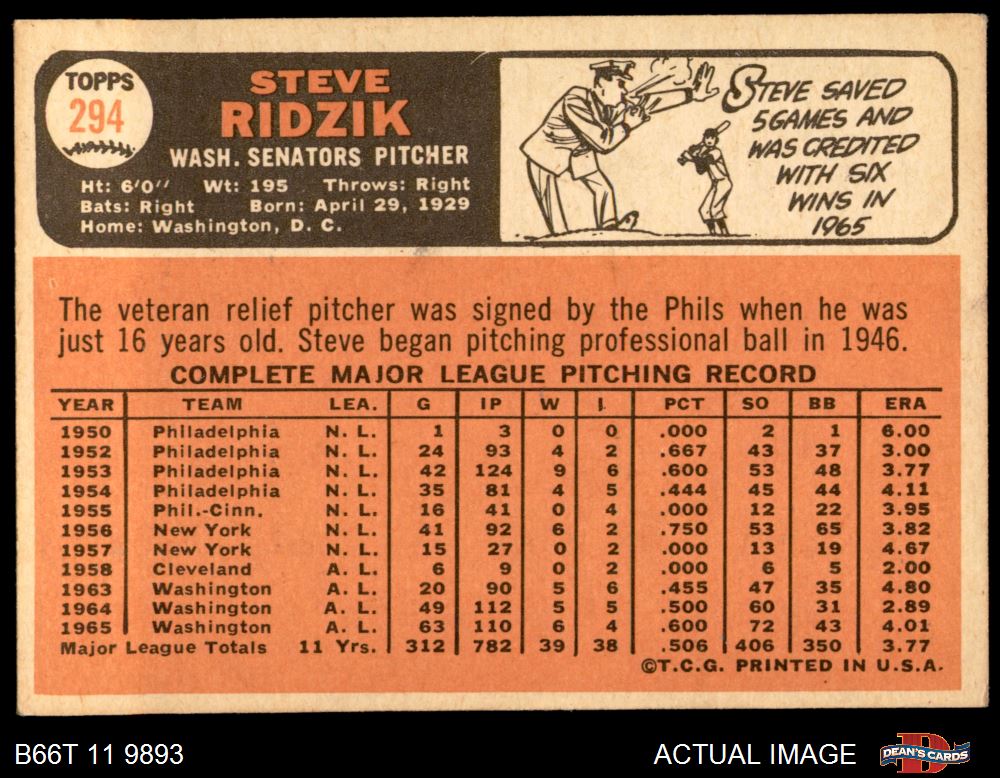 TOPPS
294
STEVE
RIDZIK
WASH. SENATORS PITCHER
Ht: 6'0" Wt: 195 Throws: Right
Bats: Right Born: April 29, 1929
Home: Washington, D. C.
STEVE SAVED
5 GAMES AND
WAS CREDITED
WITH SIX
WINS IN
1965
The veteran relief pitcher was signed by the Phils when he was
just 16 years old. Steve began pitching professional ball in 1946.
COMPLETE MAJOR LEAGUE PITCHING RECORD
YEAR TEAM LEA. G IP W L PCT SO BB ERA
1950 Philadelphia N. L. 1 3 0 0 .000 2 1 6.00
1952 Philadelphia N. L. 24 93 4 2 .667 43 37 3.00
1953 Philadelphia N. L. 42 124 9 6 .600 53 48 3.77
1954 Philadelphia N. L. 35 81 4 5 .444 45 44 4.11
1955 Phil.-Cinn. N. L. 16 41 0 4 .000 12 22 3.95
1956 New York N. L. 41 92 6 2 .750 53 65 3.82
1957 New York N. L. 15 27 0 2 .000 13 19 4.67
1958 Cleveland A. L. 6 9 0 2 .000 6 5 2.00
1963 Washington A. L. 20 90 5 6 .455 47 35 4.80
1964 Washington A. L. 49 112 5 5 .500 60 31 2.89
1965 Washington A. L. 63 110 6 4 .600 72 43 4.01
Major League Totals 11 Yrs. 312 782 39 38 .506 406 350 3.77
©T.C.G. PRINTED IN U.S.A.
B66T 11 9893
ACTUAL IMAGE
DEAN'S CARDS